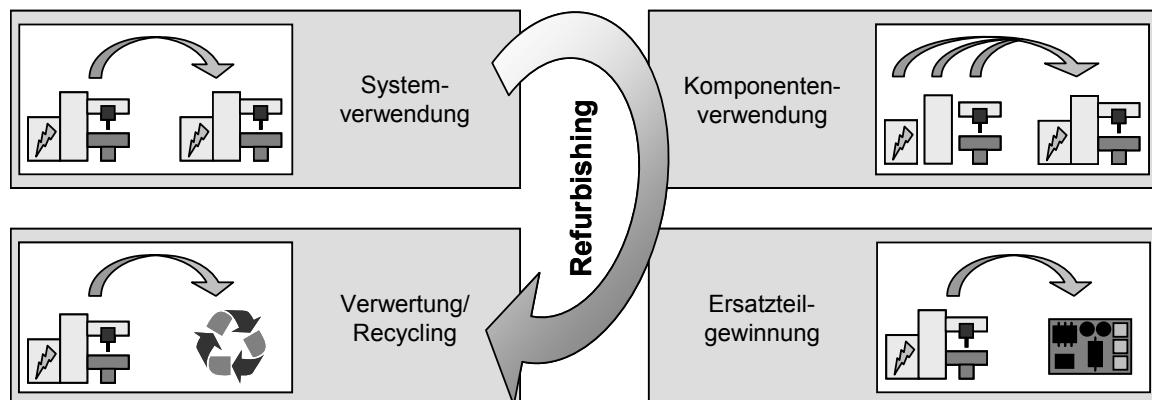 System-
verwendung
Komponenten-
verwendung
Refurbishing
Verwertung/
Recycling
Ersatzteil-
gewinnung